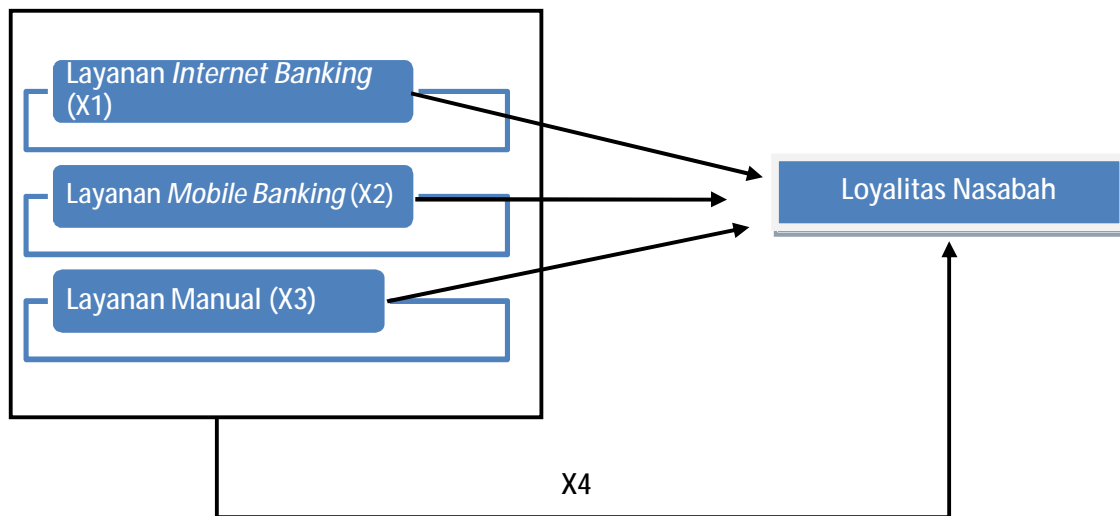 Layanan Internet Banking
(X1)
Layanan Mobile Banking (X2)
Layanan Manual (X3)
Loyalitas Nasabah
X4